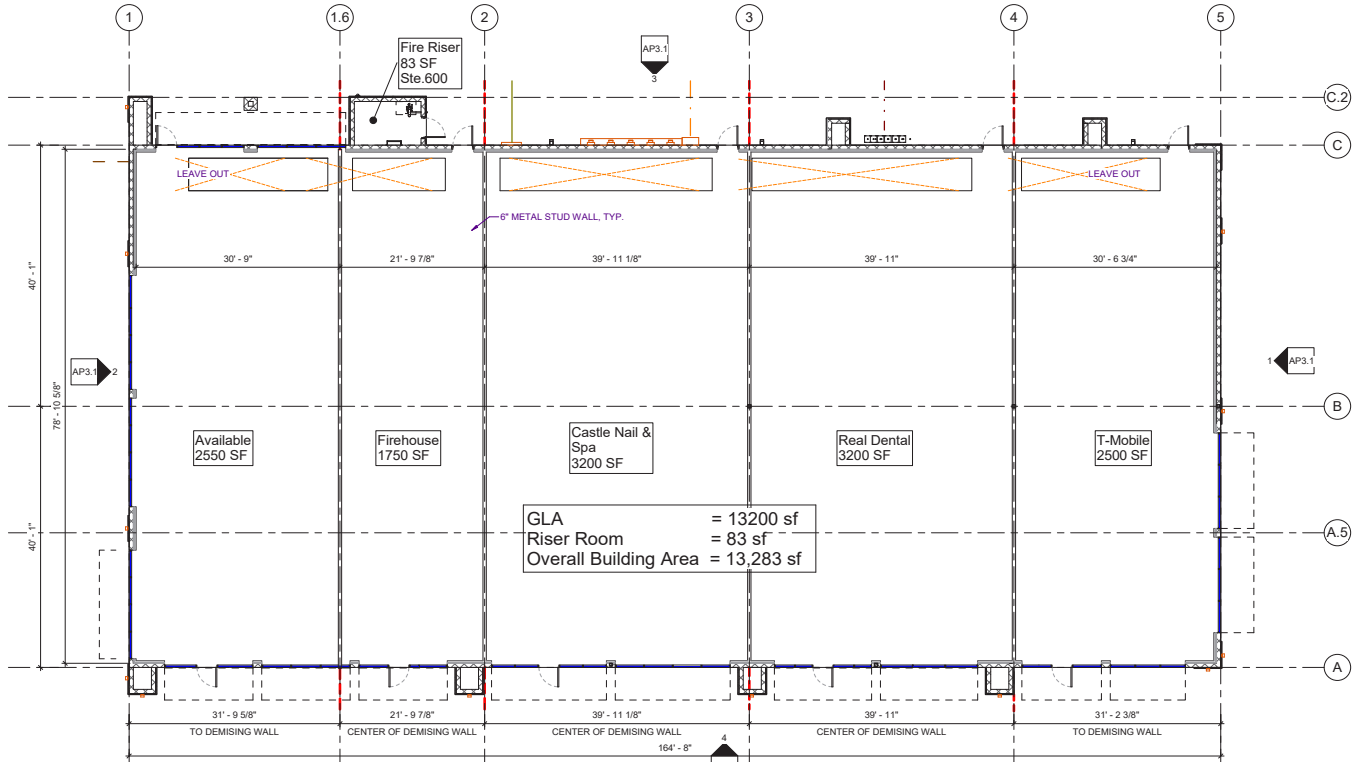 1
1.6
2
3
4
5
Fire Riser
83 SF
Ste.600
AP3.1
3
C.2
C
LEAVE OUT
LEAVE OUT
6" METAL STUD WALL, TYP.
30' - 9"
21' - 9 7/8"
39' - 11 1/8"
39' - 11"
30' - 6 3/4"
40' - 1"
AP3.1
2
1
AP3.1
78' - 10 5/8"
B
Available
2550 SF
Firehouse
1750 SF
Castle Nail &
Spa
3200 SF
Real Dental
3200 SF
T-Mobile
2500 SF
GLA = 13200 sf
Riser Room = 83 sf
Overall Building Area = 13,283 sf
40' - 1"
A.5
A
31' - 9 5/8"
21' - 9 7/8"
39' - 11 1/8"
39' - 11"
31' - 2 3/8"
TO DEMISING WALL
CENTER OF DEMISING WALL
CENTER OF DEMISING WALL
CENTER OF DEMISING WALL
TO DEMISING WALL
164' - 8"
4